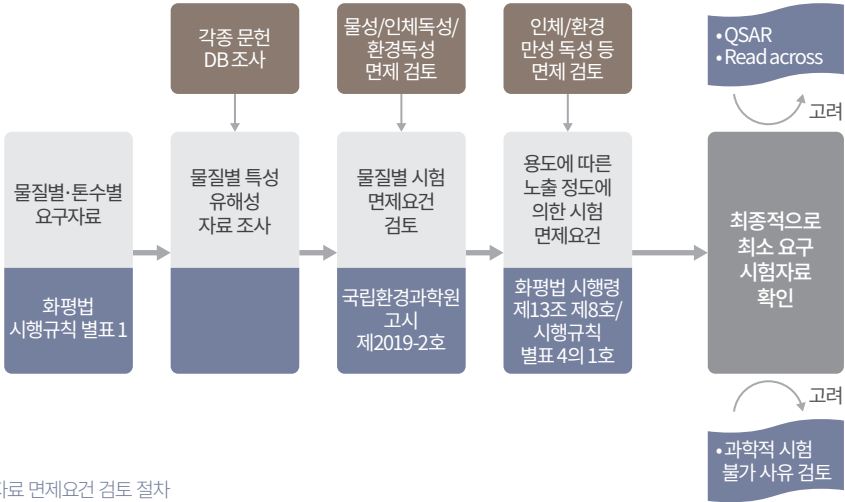 각종 문헌
DB 조사
물성/인체독성/
환경독성
면제 검토
인체/환경
만성 독성 등
면제 검토
•QSAR
•Read across
고려
물질별·톤수별
요구자료
화평법
시행규칙 별표 1
물질별 특성
유해성
자료 조사
물질별 시험
면제요건
검토
국립환경과학원
고시
제2019-2호
용도에 따른
노출 정도에
의한 시험
면제요건
화평법 시행령
제13조 제8호/
시행규칙
별표 4의 1호
최종적으로
최소 요구
시험자료
확인
고려
•과학적 시험
불가 사유 검토
자료 면제요건 검토 절차